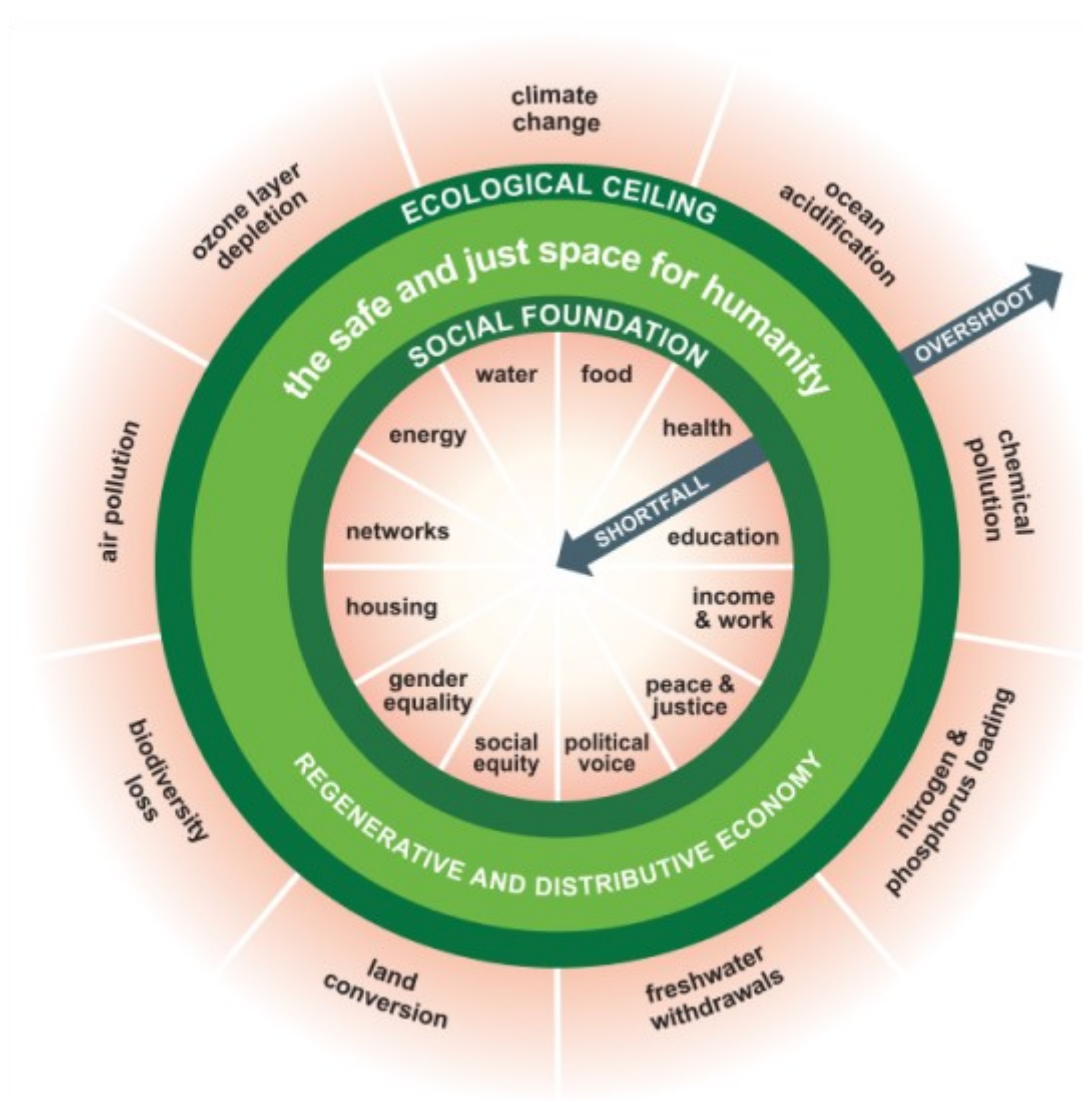 climate
change
ocean
acidification
chemical
pollution
nitrogen &
phosphorus loading
freshwater
withdrawals
land
conversion
biodiversity
loss
air pollution
ozone layer
depletion
ECOLOGICAL CEILING
the safe and just space for humanity
SOCIAL FOUNDATION
OVERSHOOT
SHORTFALL
water
food
health
education
income
& work
peace &
justice
political
voice
social
equity
gender
equality
housing
networks
energy
REGENERATIVE AND DISTRIBUTIVE ECONOMY